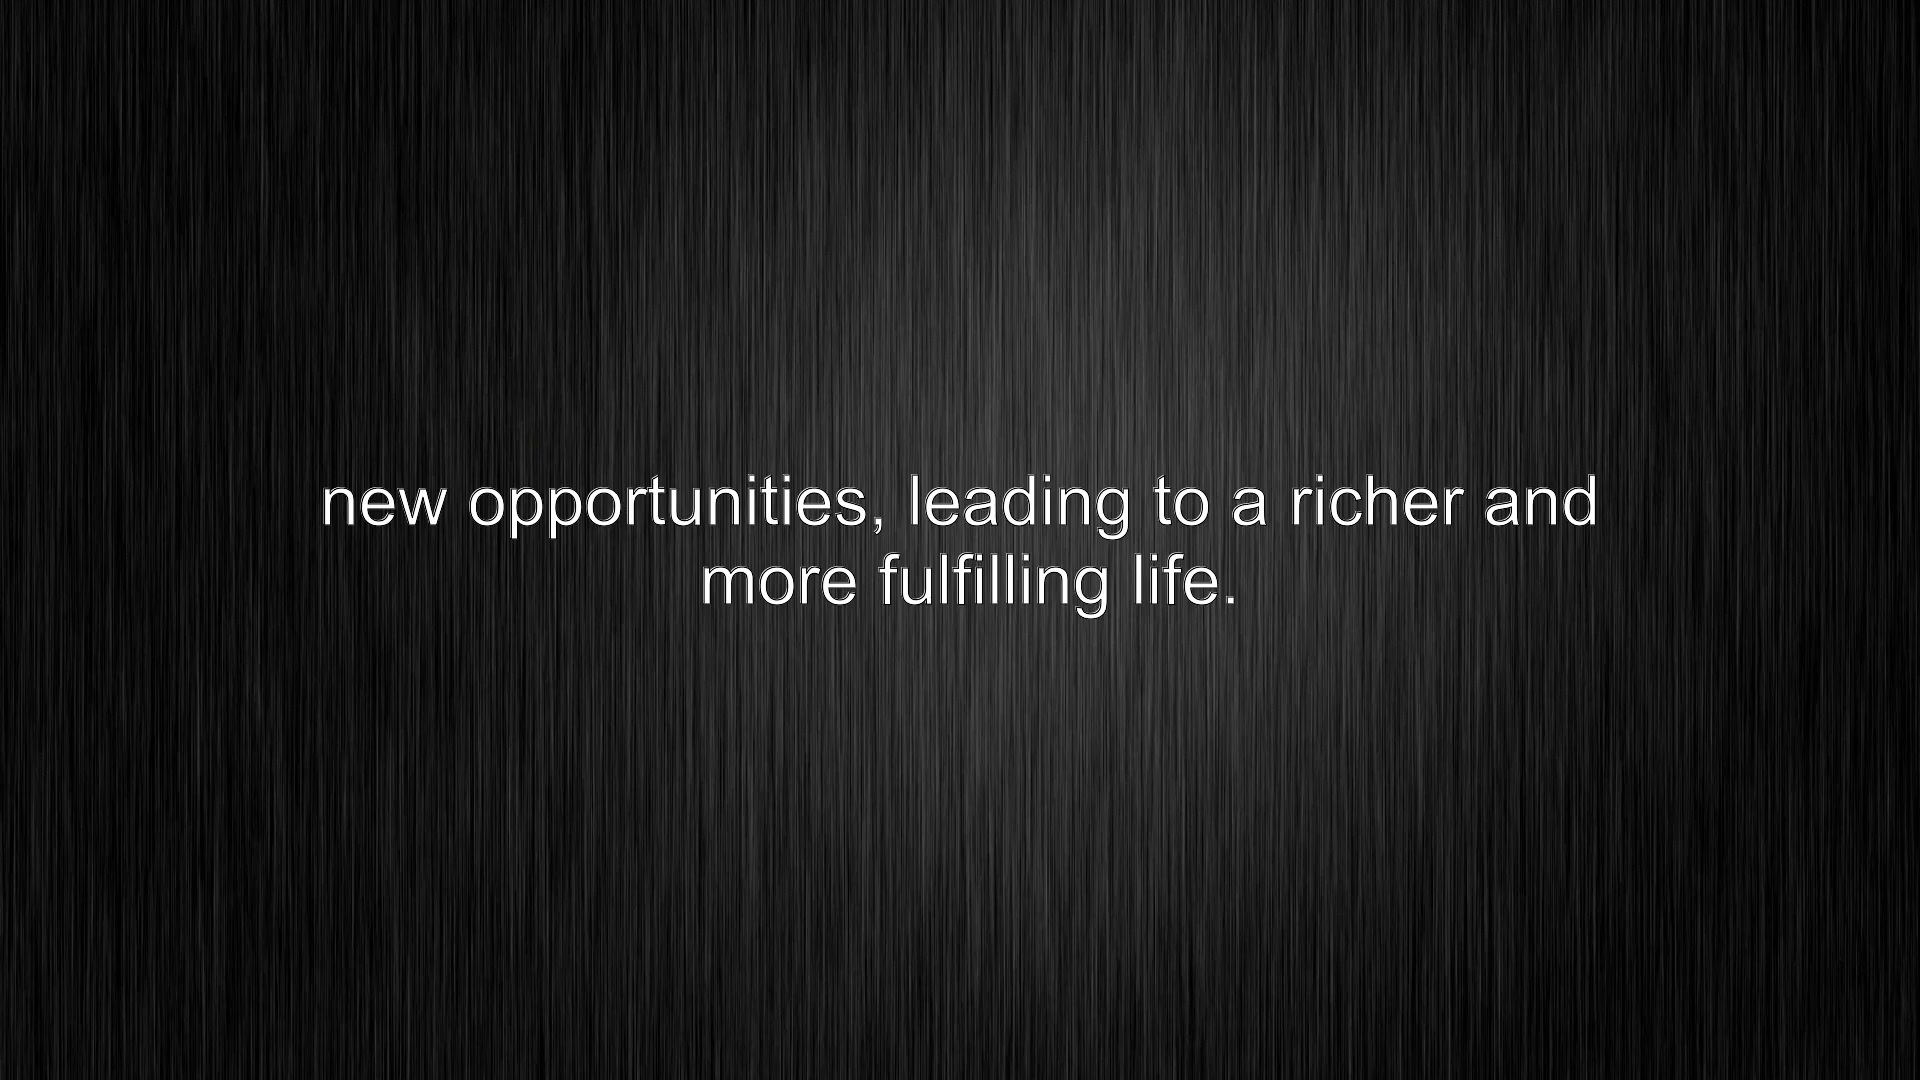 new opportunities, leading to a richer and
more fulfilling life.